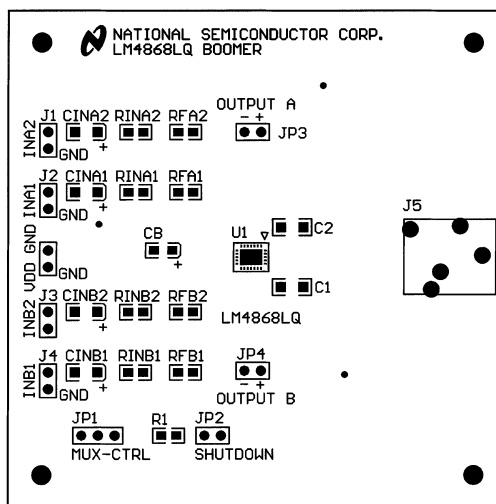 NATIONAL SEMICONDUCTOR CORP.
LM4868LQ BOOMER
OUTPUT A
- +
JP3
INA2
J1
GND
CINA2
+
RINA2
RFA2
INA1
J2
GND
CINA1
+
RINA1
RFA1
J5
VDD GND
GND
CB
+
U1
C2
C1
LM4868LQ
INB2
J3
CINB2
+
RINB2
RFB2
INB1
J4
GND
CINB1
+
RINB1
RFB1
JP4
- +
OUTPUT B
JP1
MUX-CTRL
R1
JP2
SHUTDOWN